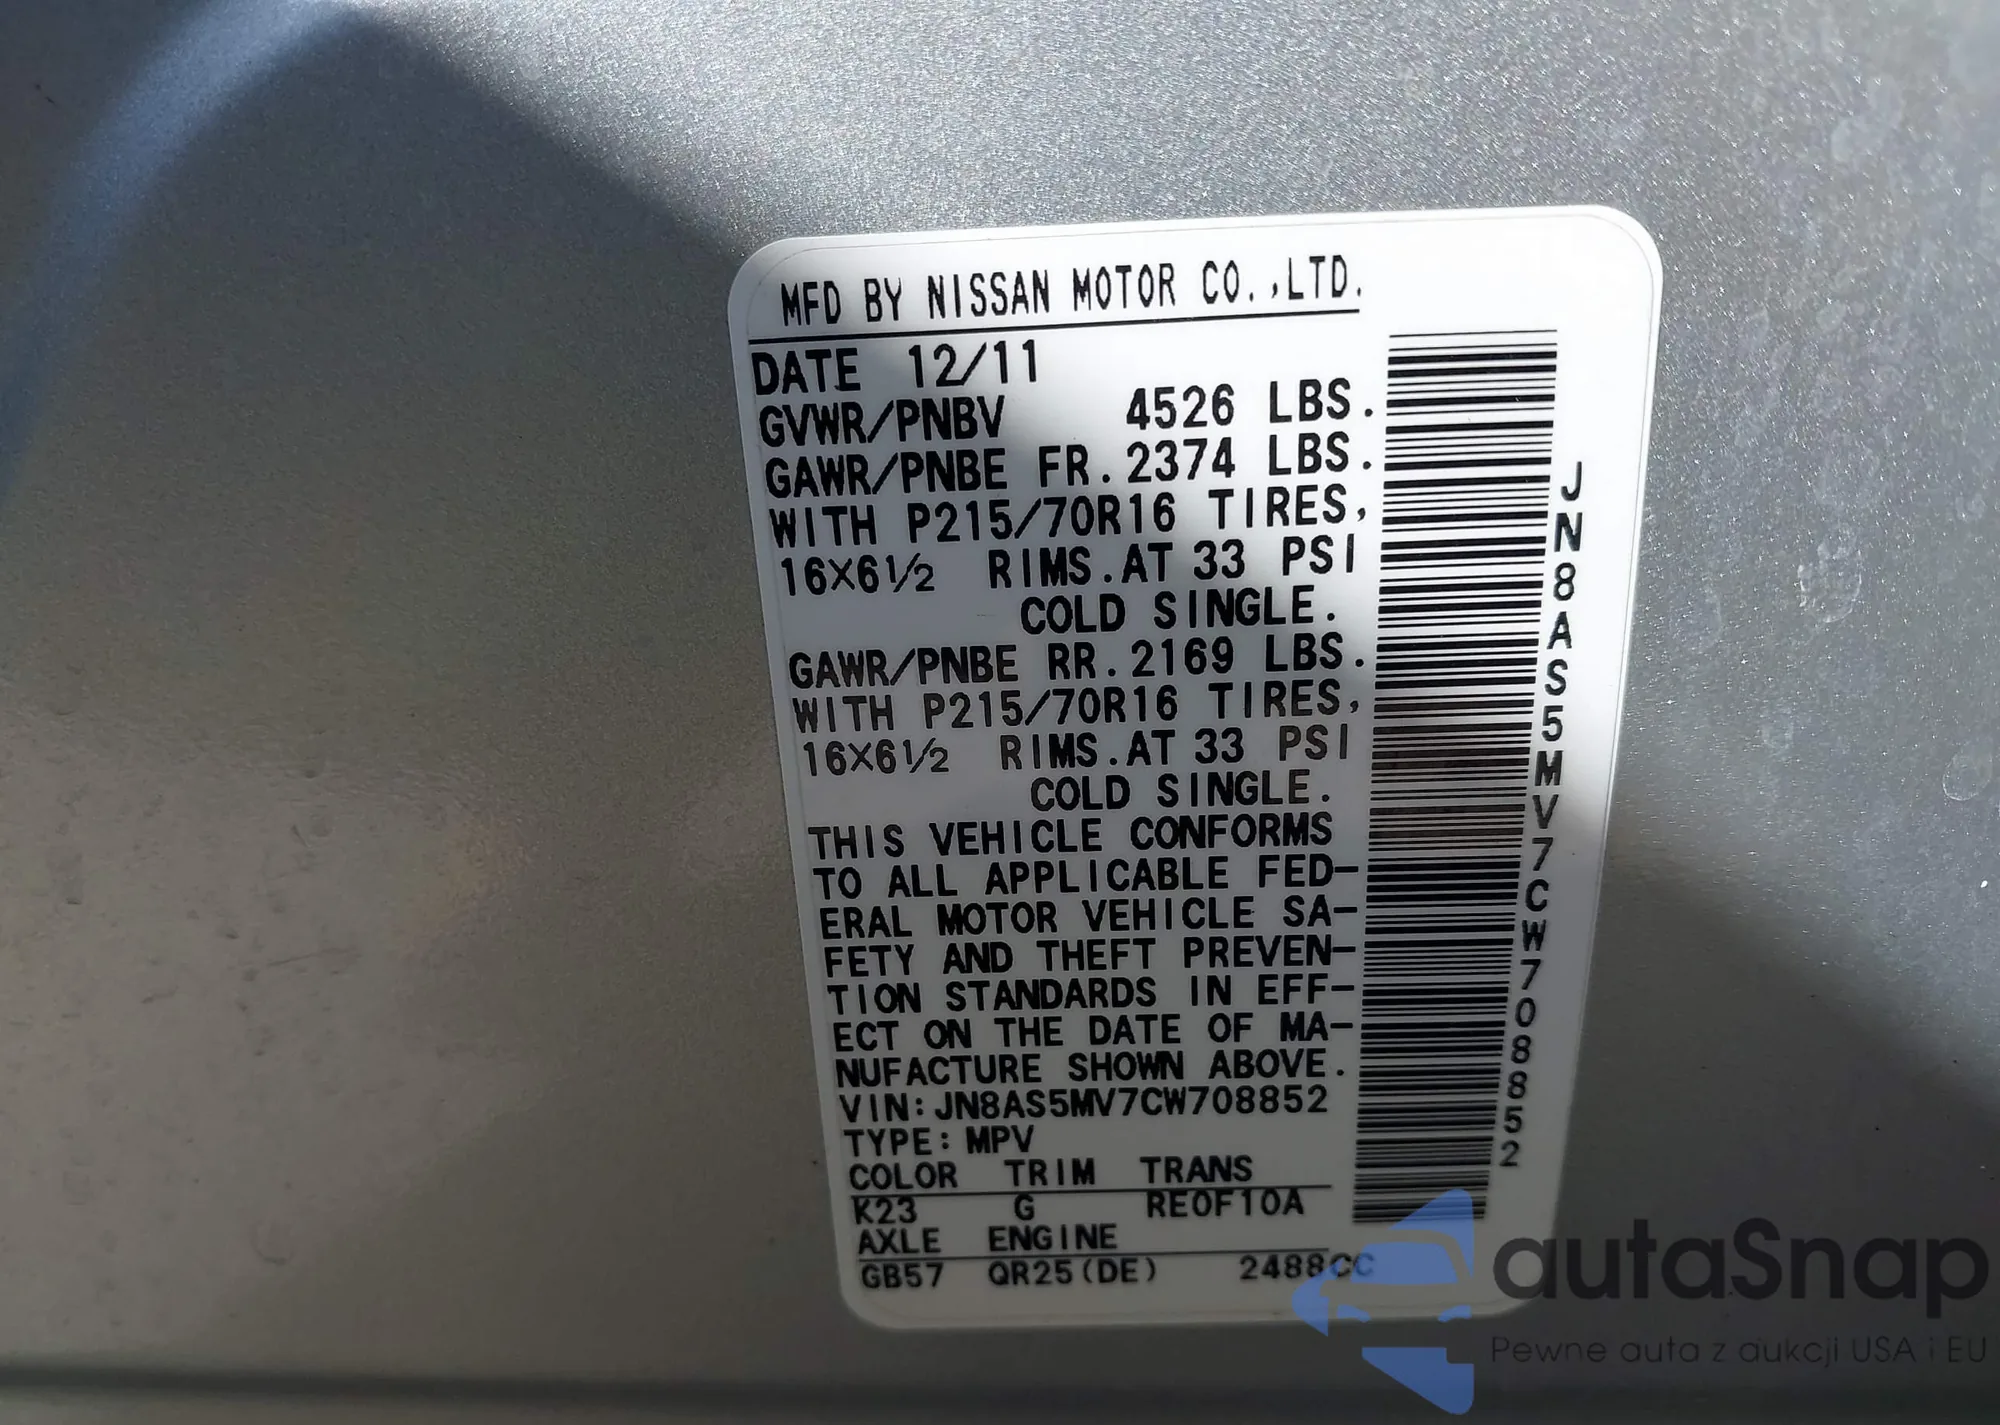 MFD BY NISSAN MOTOR CO.,LTD.
DATE 12/11
GVWR/PNBV 4526 LBS.
GAWR/PNBE FR.2374 LBS.
WITH P215/70R16 TIRES,
16×6½ RIMS.AT 33 PSI
COLD SINGLE.
GAWR/PNBE RR.2169 LBS.
WITH P215/70R16 TIRES,
16×6½ RIMS.AT 33 PSI
COLD SINGLE.
THIS VEHICLE CONFORMS
TO ALL APPLICABLE FED-
ERAL MOTOR VEHICLE SA-
FETY AND THEFT PREVEN-
TION STANDARDS IN EFF-
ECT ON THE DATE OF MA-
NUFACTURE SHOWN ABOVE.
VIN:JN8AS5MV7CW708852
TYPE:MPV
COLOR TRIM TRANS
K23 G RE0F10A
AXLE ENGINE
GB57 QR25(DE) 2488CC
JN8AS5MV7CW708852
autaSnap
Pewne auta z aukcji USA i EU